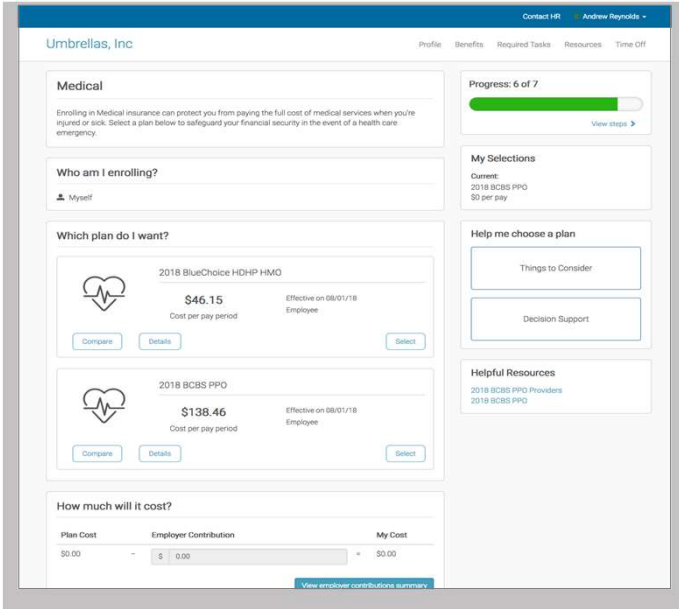 Contact HR Andrew Reynolds
Umbrellas, Inc
Profile Benefits Required Tasks Resources Time Off
Medical
Enrolling in Medical insurance can protect you from paying the full cost of medical services when you're
injured or sick. Select a plan below to safeguard your financial security in the event of a health care
emergency.
Who am I enrolling?
Myself
Which plan do I want?
2018 BlueChoice HDHP HMO
$46.15
Cost per pay period
Effective on 08/01/18
Employee
Compare Details Select
2018 BCBS PPO
$138.46
Cost per pay period
Effective on 08/01/18
Employee
Compare Details Select
How much will it cost?
Plan Cost Employer Contribution My Cost
$0.00 - $ 0.00 = $0.00
View employer contributions summary
Progress: 6 of 7
View steps
My Selections
Current:
2018 BCBS PPO
$0 per pay
Help me choose a plan
Things to Consider
Decision Support
Helpful Resources
2018 BCBS PPO Providers
2018 BCBS PPO